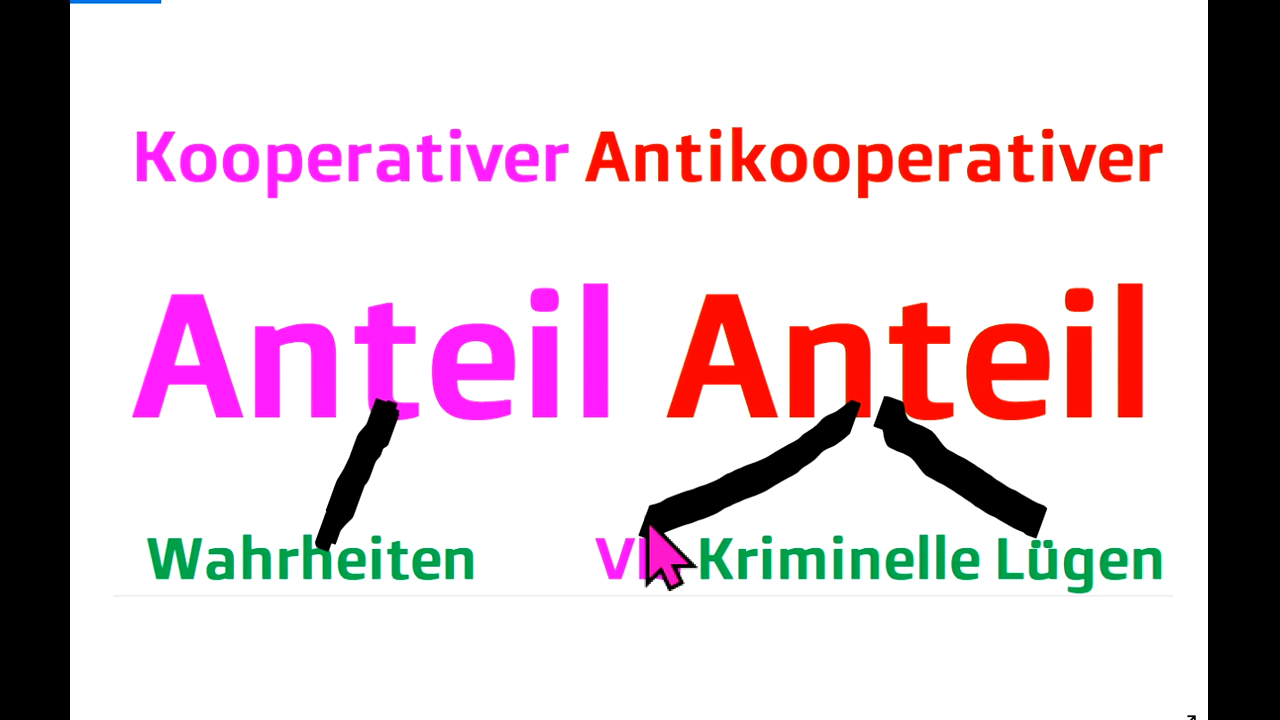 Kooperativer Antikooperativer
Anteil Anteil
Wahrheiten Kriminelle Lügen